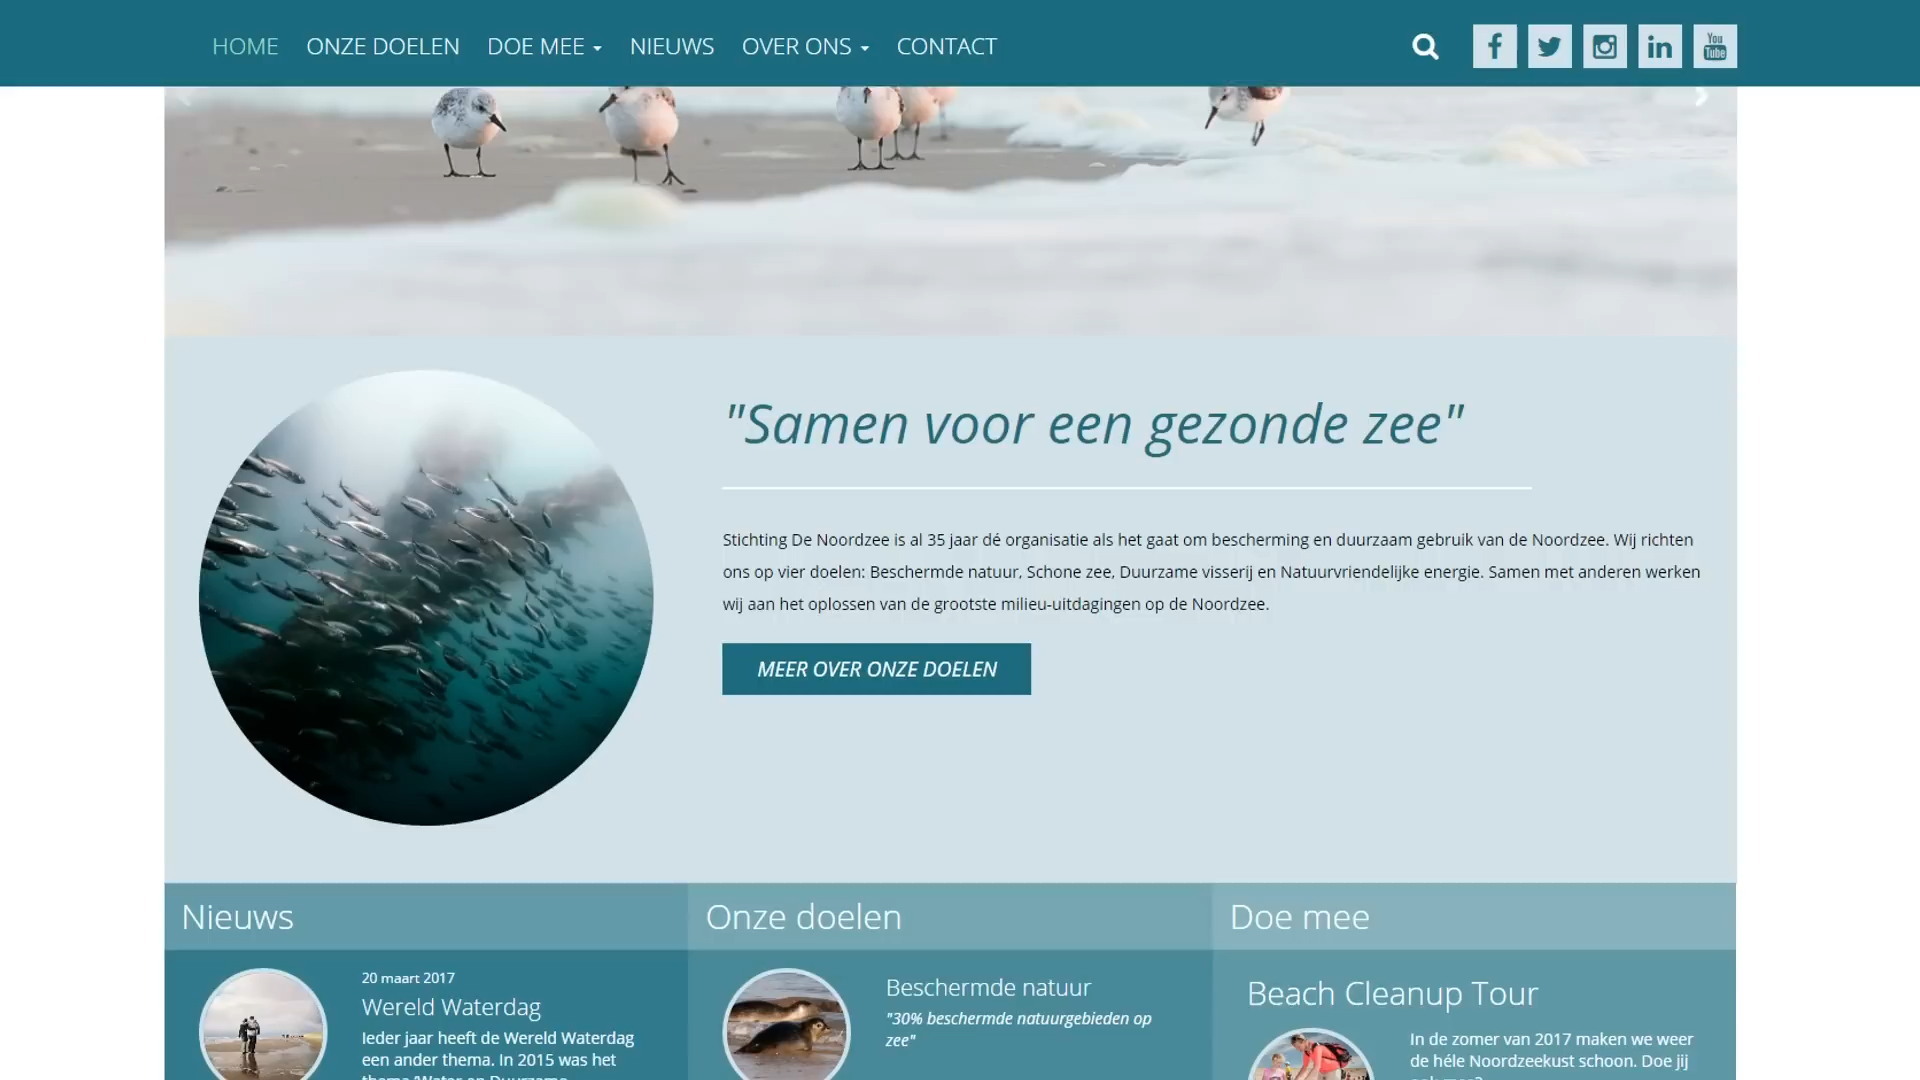 HOME ONZE DOELEN DOE MEE NIEUWS OVER ONS CONTACT
You
Tube
"Samen voor een gezonde zee"
Stichting De Noordzee is al 35 jaar dé organisatie als het gaat om bescherming en duurzaam gebruik van de Noordzee. Wij richten
ons op vier doelen: Beschermde natuur, Schone zee, Duurzame visserij en Natuurvriendelijke energie. Samen met anderen werken
wij aan het oplossen van de grootste milieu-uitdagingen op de Noordzee.
MEER OVER ONZE DOELEN
Nieuws
20 maart 2017
Wereld Waterdag
Ieder jaar heeft de Wereld Waterdag
een ander thema. In 2015 was het
Onze doelen
Beschermde natuur
"30% beschermde natuurgebieden op
zee"
Doe mee
Beach Cleanup Tour
In de zomer van 2017 maken we weer
de héle Noordzeekust schoon. Doe jij